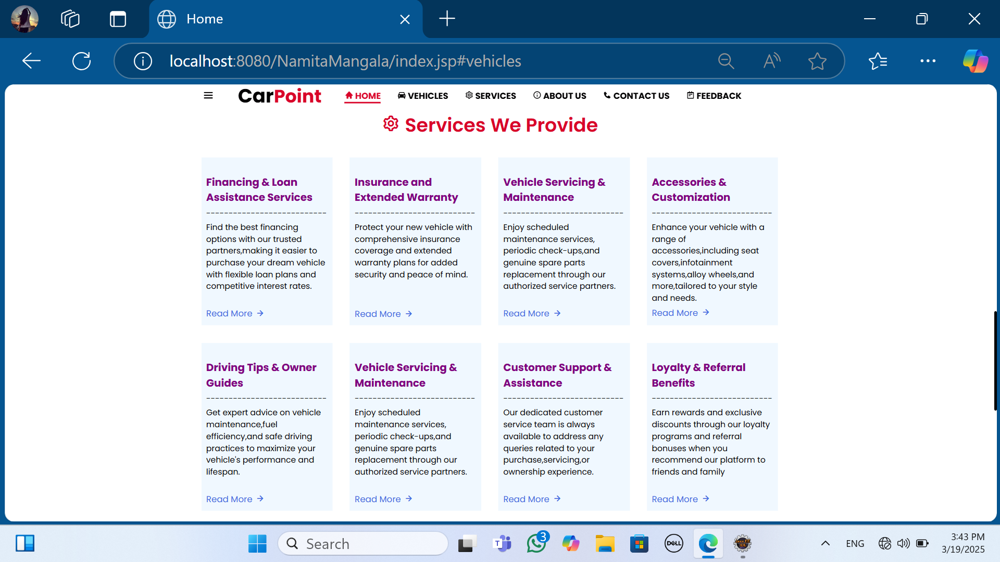 Home
localhost:8080/NamitaMangala/index.jsp#vehicles
CarPoint
HOME
VEHICLES
SERVICES
ABOUT US
CONTACT US
FEEDBACK
Services We Provide
Financing & Loan
Assistance Services
---------------------------
Find the best financing
options with our trusted
partners,making it easier to
purchase your dream vehicle
with flexible loan plans and
competitive interest rates.
Read More →
Insurance and
Extended Warranty
---------------------------
Protect your new vehicle with
comprehensive insurance
coverage and extended
warranty plans for added
security and peace of mind.
Read More →
Vehicle Servicing &
Maintenance
---------------------------
Enjoy scheduled
maintenance services,
periodic check-ups,and
genuine spare parts
replacement through our
authorized service partners.
Read More →
Accessories &
Customization
---------------------------
Enhance your vehicle with a
range of
accessories,including seat
covers,infotainment
systems,alloy wheels,and
more,tailored to your style
and needs.
Read More →
Driving Tips & Owner
Guides
---------------------------
Get expert advice on vehicle
maintenance,fuel
efficiency,and safe driving
practices to maximize your
vehicle's performance and
lifespan.
Read More →
Vehicle Servicing &
Maintenance
---------------------------
Enjoy scheduled
maintenance services,
periodic check-ups,and
genuine spare parts
replacement through our
authorized service partners.
Read More →
Customer Support &
Assistance
---------------------------
Our dedicated customer
service team is always
available to address any
queries related to your
purchase,servicing,or
ownership experience.
Read More →
Loyalty & Referral
Benefits
---------------------------
Earn rewards and exclusive
discounts through our loyalty
programs and referral
bonuses when you
recommend our platform to
friends and family
Read More →
Search
T
3
DELL
Java EE
IDE
ENG
3:43 PM
3/19/2025